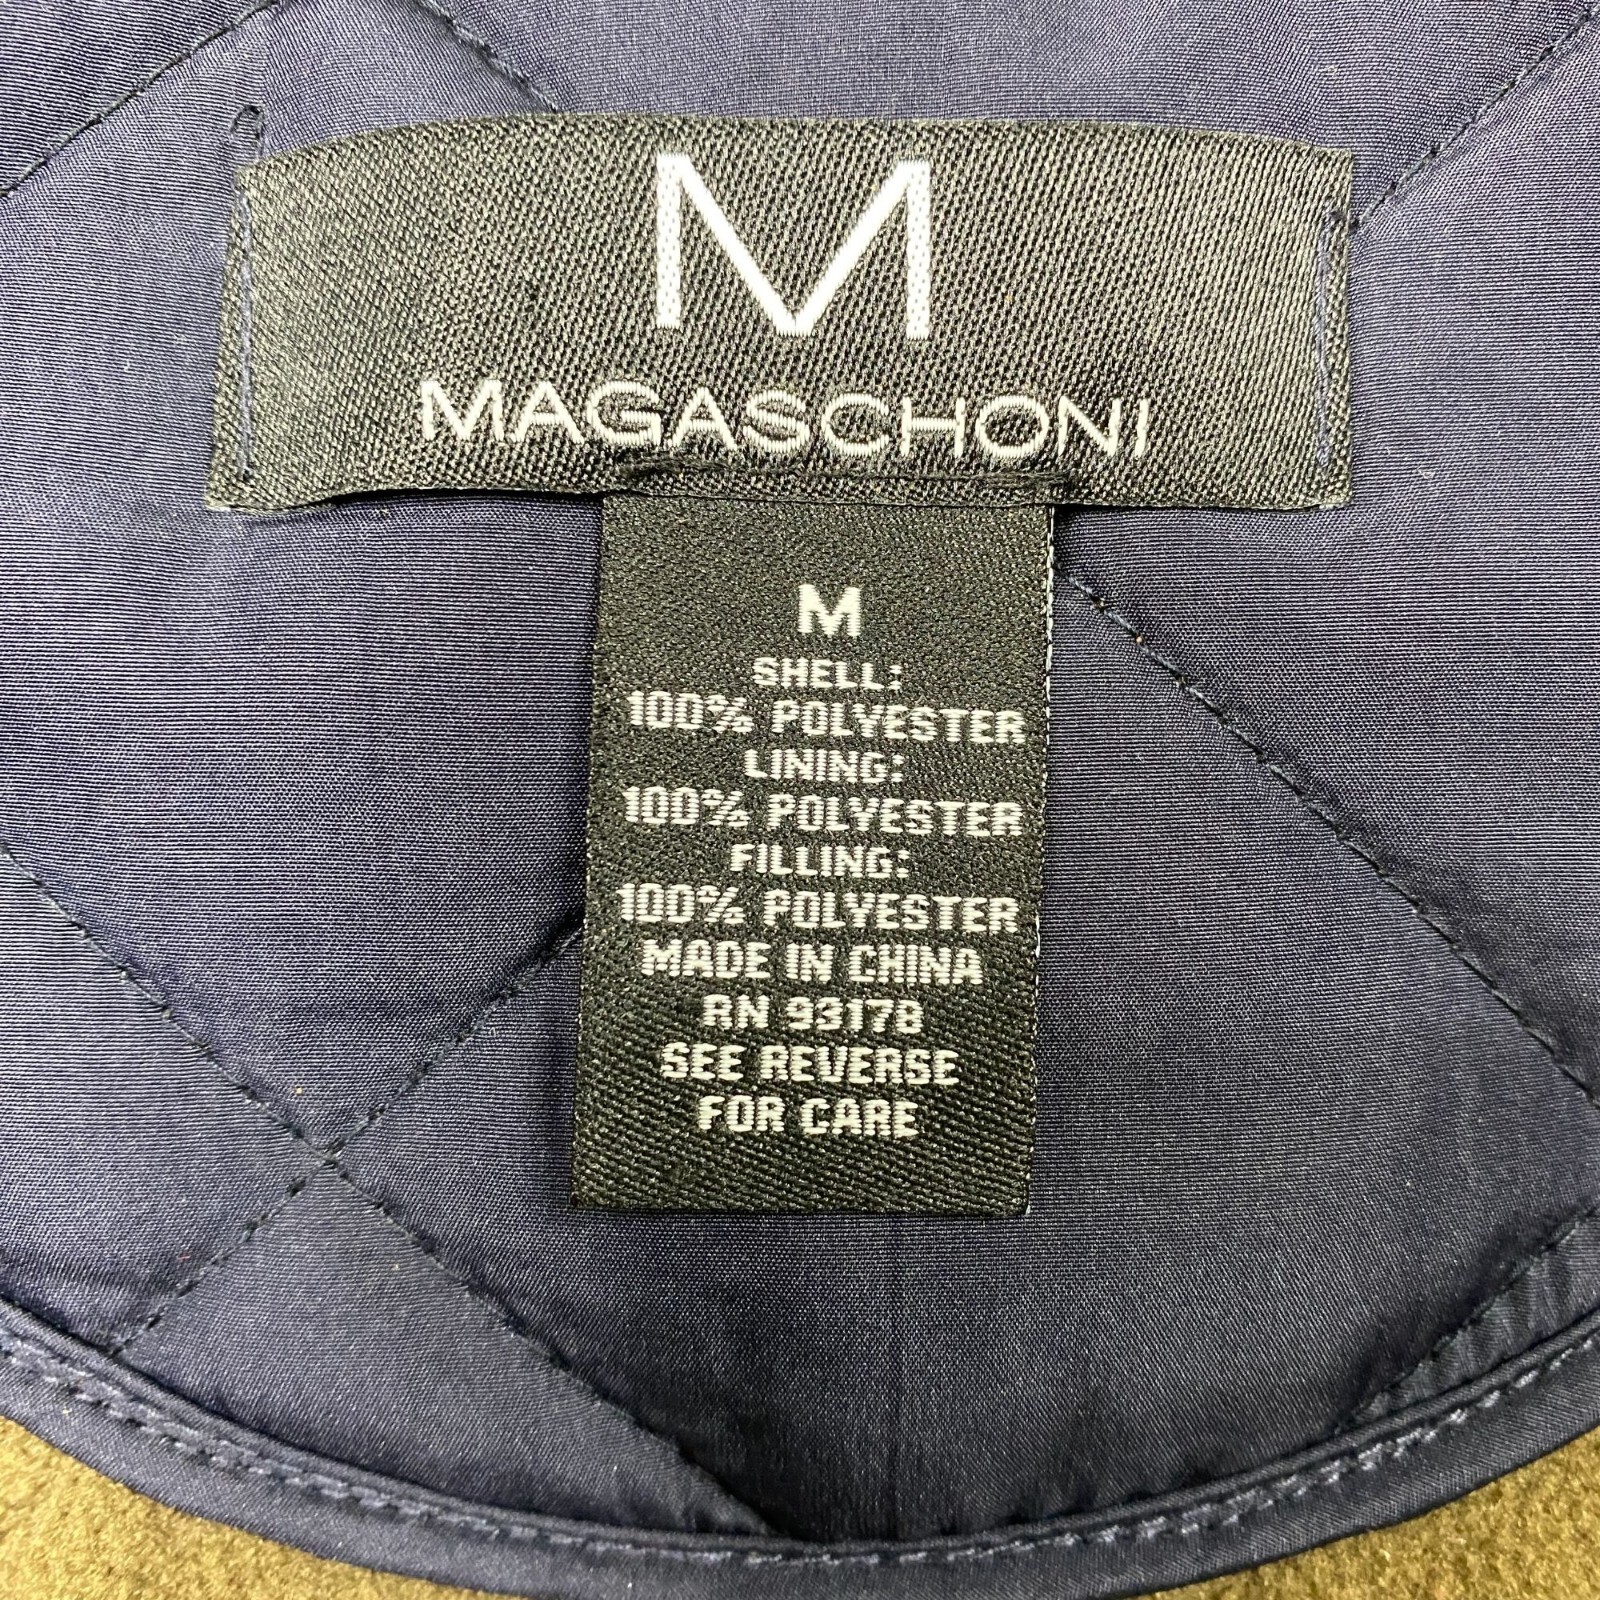 M
MAGASCHONI
M
SHELL:
100% POLYESTER
LINING:
100% POLYESTER
FILLING:
100% POLYESTER
MADE IN CHINA
RN 93178
SEE REVERSE
FOR CARE